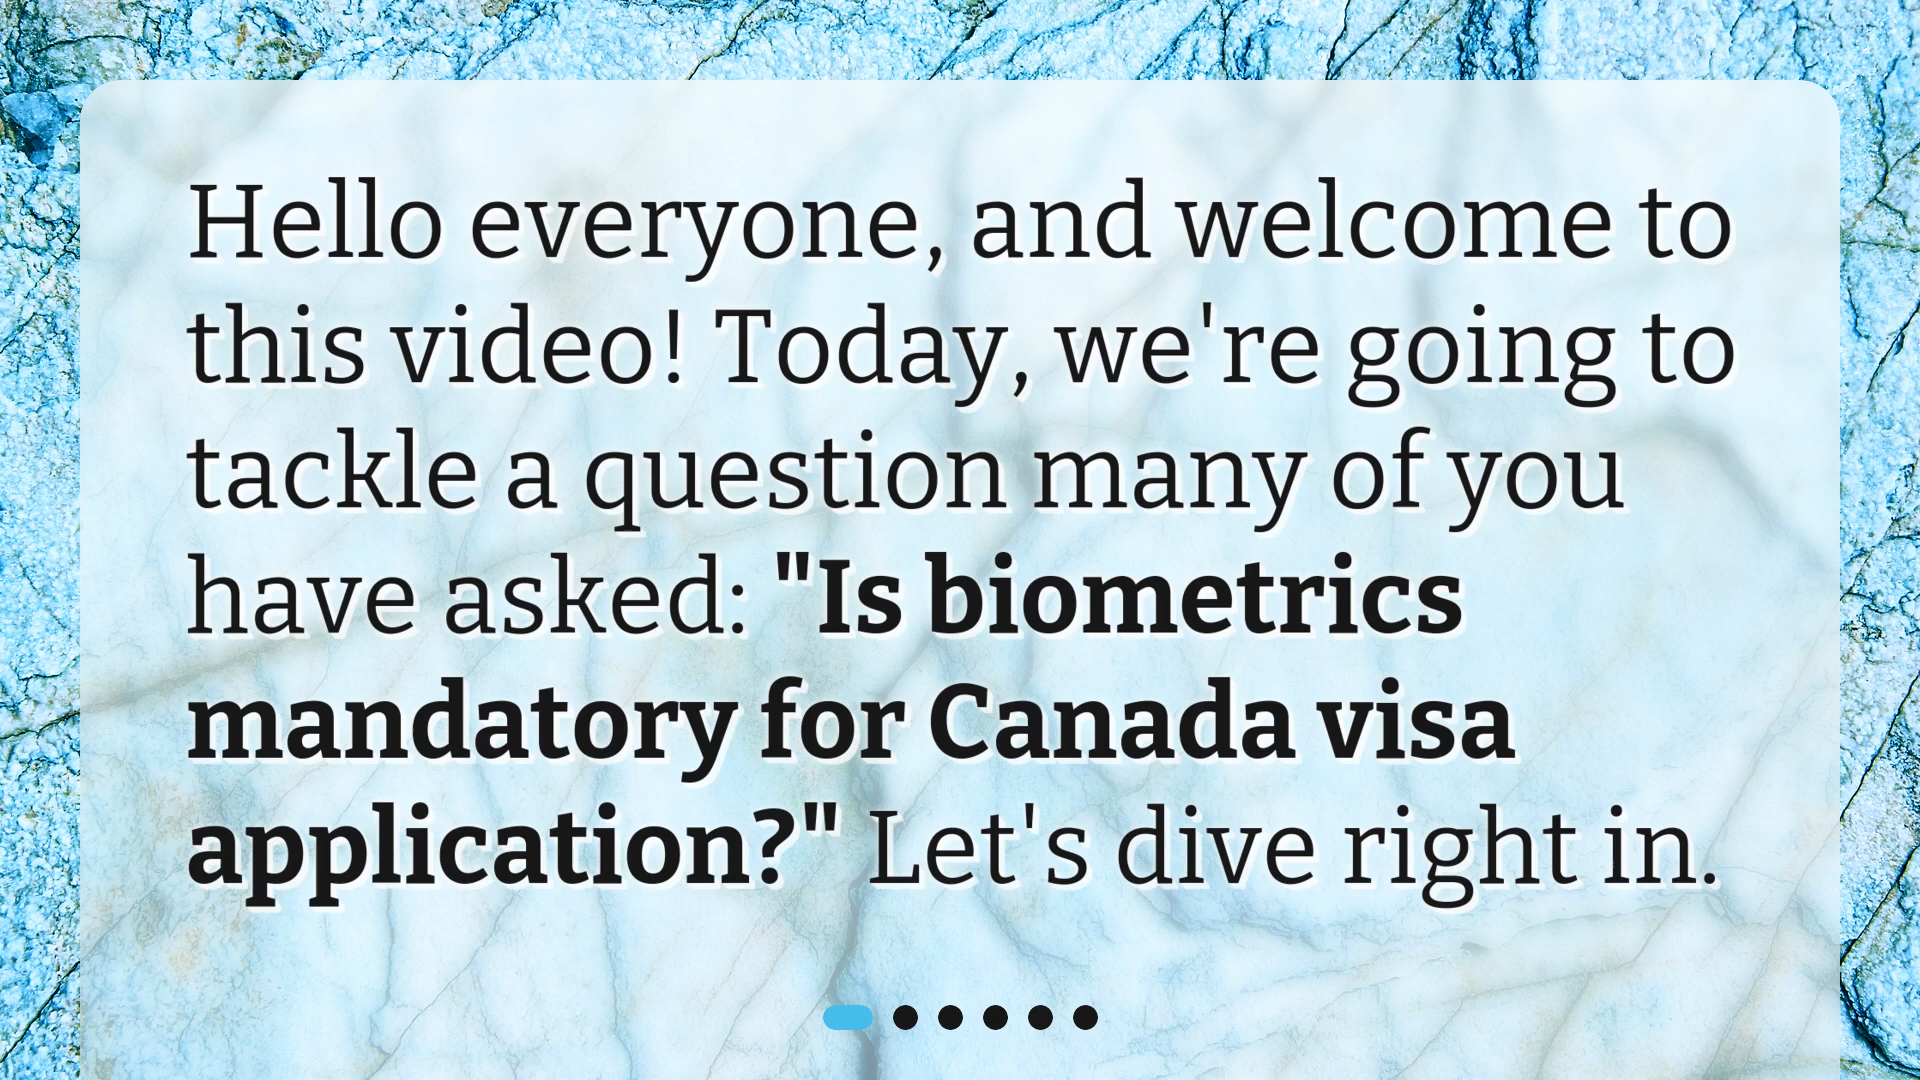 Hello everyone, and welcome to
this video! Today, we're going to
tackle a question many of you
have asked: "Is biometrics
mandatory for Canada visa
application?" Let's dive right in.